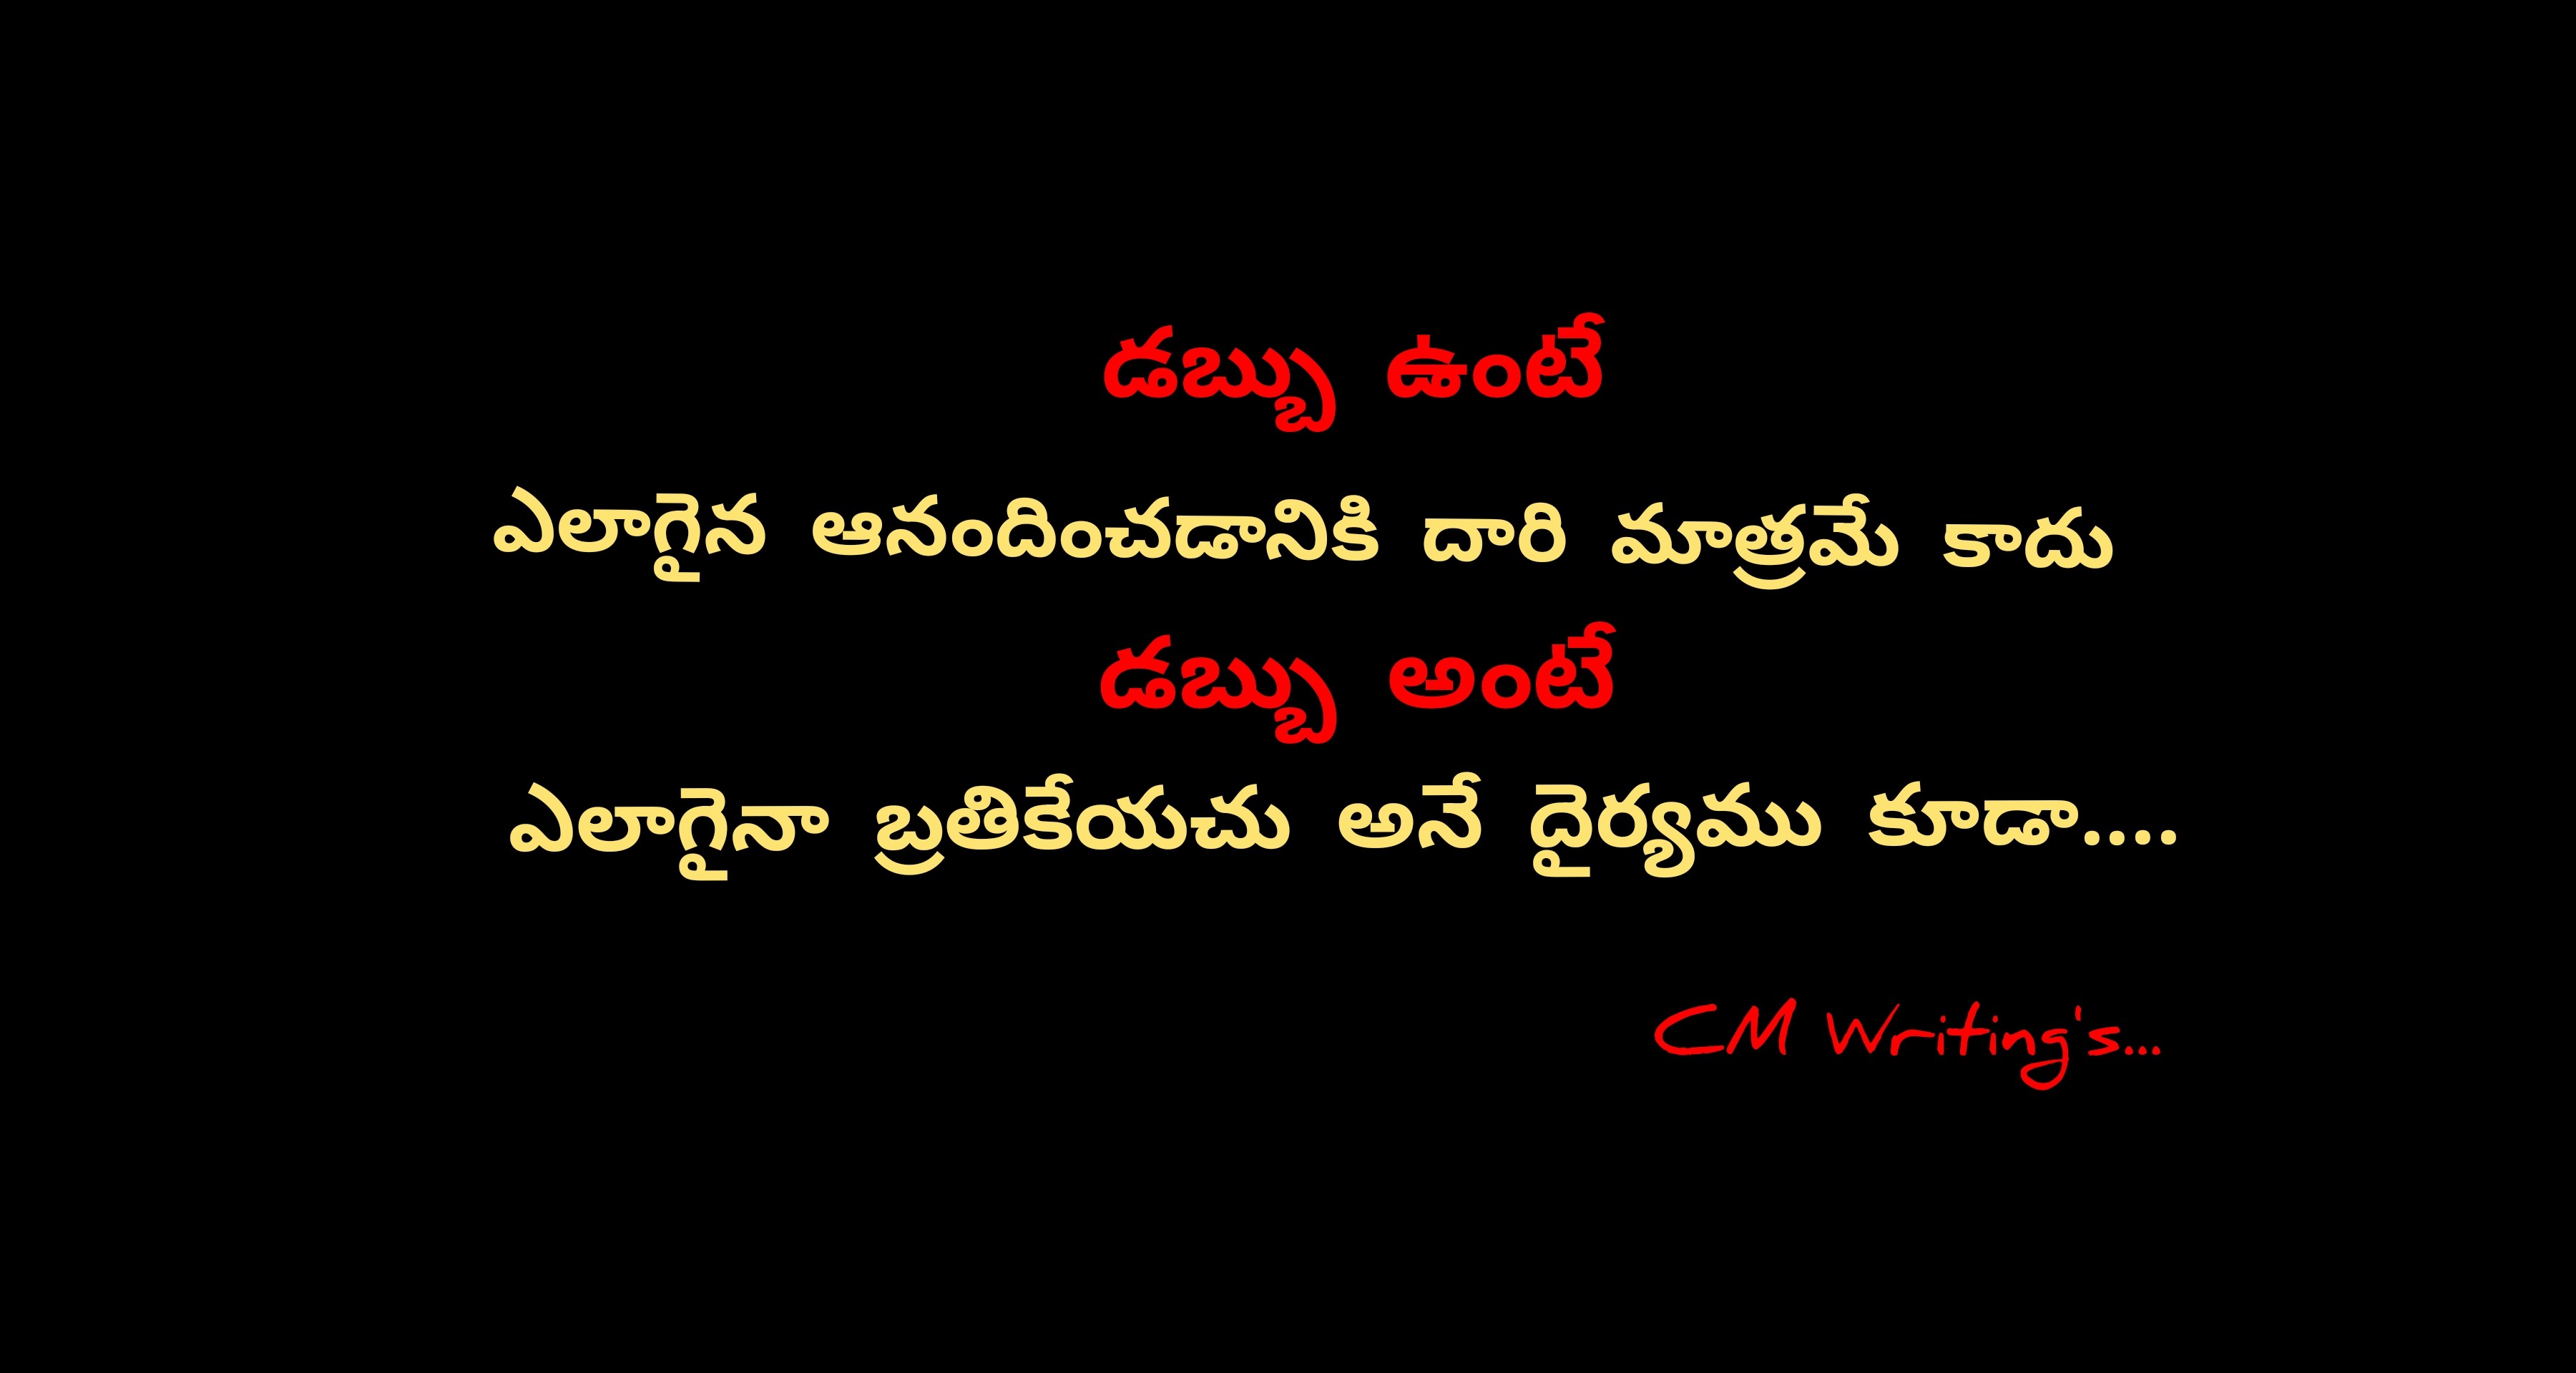 డబ్బు ఉంటే
ఎలాగైన ఆనందించడానికి దారి మాత్రమే కాదు
డబ్బు అంటే
ఎలాగైనా బ్రతికేయచు అనే దైర్యము కూడా....
CM Writing's...